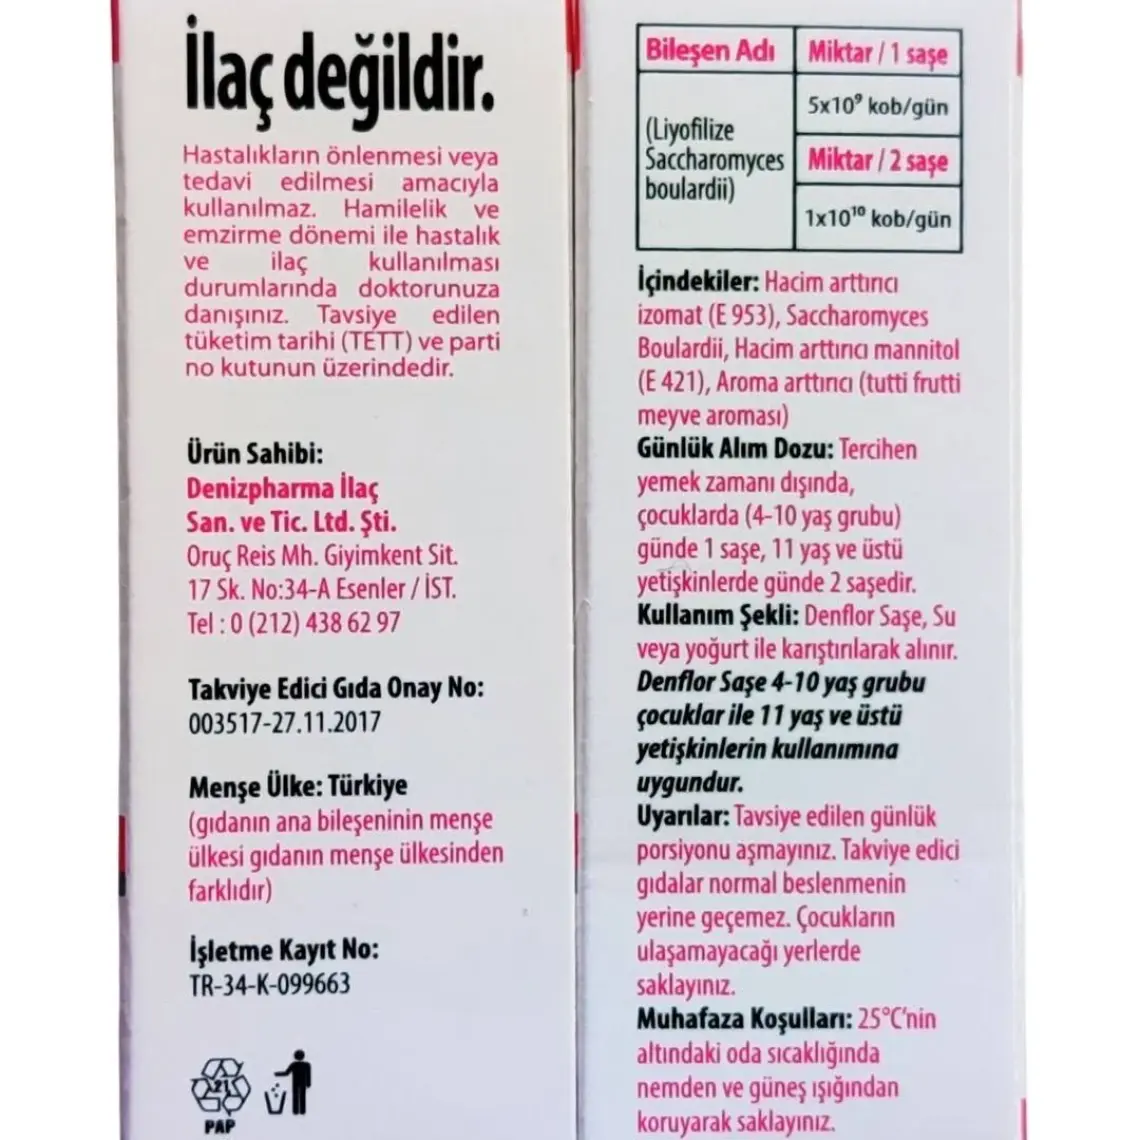 İlaç değildir.
Hastalıkların önlenmesi veya
tedavi edilmesi amacıyla
kullanılmaz. Hamilelik ve
emzirme dönemi ile hastalık
ve ilaç kullanılması
durumlarında doktorunuza
danışınız. Tavsiye edilen
tüketim tarihi (TETT) ve parti
no kutunun üzerindedir.
Ürün Sahibi:
Denizpharma İlaç
San. ve Tic. Ltd. Şti.
Oruç Reis Mh. Giyimkent Sit.
17 Sk. No:34-A Esenler / İST.
Tel : 0 (212) 438 62 97
Takviye Edici Gıda Onay No:
003517-27.11.2017
Menşe Ülke: Türkiye
(gıdanın ana bileşeninin menşe
ülkesi gıdanın menşe ülkesinden
farklıdır)
İşletme Kayıt No:
TR-34-K-099663
21
PAP
Bileşen Adı Miktar / 1 saşe
5x10⁹ kob/gün
(Liyofilize
Saccharomyces Miktar / 2 saşe
boulardii)
1x10¹⁰ kob/gün
İçindekiler: Hacim arttırıcı
izomat (E 953), Saccharomyces
Boulardii, Hacim arttırıcı mannitol
(E 421), Aroma arttırıcı (tutti frutti
meyve aroması)
Günlük Alım Dozu: Tercihen
yemek zamanı dışında,
çocuklarda (4-10 yaş grubu)
günde 1 saşe, 11 yaş ve üstü
yetişkinlerde günde 2 saşedir.
Kullanım Şekli: Denflor Saşe, Su
veya yoğurt ile karıştırılarak alınır.
Denflor Saşe 4-10 yaş grubu
çocuklar ile 11 yaş ve üstü
yetişkinlerin kullanımına
uygundur.
Uyarılar: Tavsiye edilen günlük
porsiyonu aşmayınız. Takviye edici
gıdalar normal beslenmenin
yerine geçemez. Çocukların
ulaşamayacağı yerlerde
saklayınız.
Muhafaza Koşulları: 25°C'nin
altındaki oda sıcaklığında
nemden ve güneş ışığından
koruyarak saklayınız.